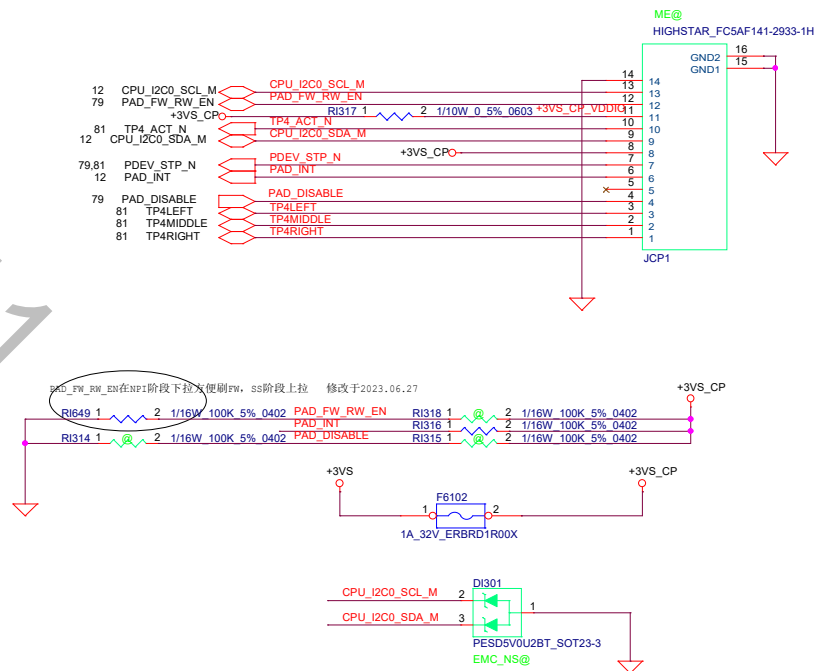 ME@
HIGHSTAR_FC5AF141-2933-1H
GND2 16
GND1 15
14 14
12 CPU_I2C0_SCL_M CPU_I2C0_SCL_M 13 13
79 PAD_FW_RW_EN PAD_FW_RW_EN 12 12
+3VS_CP RI317 1 2 1/10W_0_5%_0603 +3VS_CP_VDDIO 11 11
81 TP4_ACT_N TP4_ACT_N 10 10
12 CPU_I2C0_SDA_M CPU_I2C0_SDA_M 9 9
+3VS_CP 8 8
79,81 PDEV_STP_N PDEV_STP_N 7 7
12 PAD_INT PAD_INT 6 6
5 5
79 PAD_DISABLE PAD_DISABLE 4 4
81 TP4LEFT TP4LEFT 3 3
81 TP4MIDDLE TP4MIDDLE 2 2
81 TP4RIGHT TP4RIGHT 1 1
JCP1
1
PAD_FW_RW_EN在NPI阶段下拉方便刷FW，SS阶段上拉 修改于2023.06.27
+3VS_CP
RI649 1 2 1/16W_100K_5%_0402 PAD_FW_RW_EN RI318 1 @ 2 1/16W_100K_5%_0402
PAD_INT RI316 1 2 1/16W_100K_5%_0402
RI314 1 @ 2 1/16W_100K_5%_0402 PAD_DISABLE RI315 1 @ 2 1/16W_100K_5%_0402
+3VS +3VS_CP
F6102
1 2
1A_32V_ERBRD1R00X
DI301
CPU_I2C0_SCL_M 2
1
CPU_I2C0_SDA_M 3
PESD5V0U2BT_SOT23-3
EMC_NS@